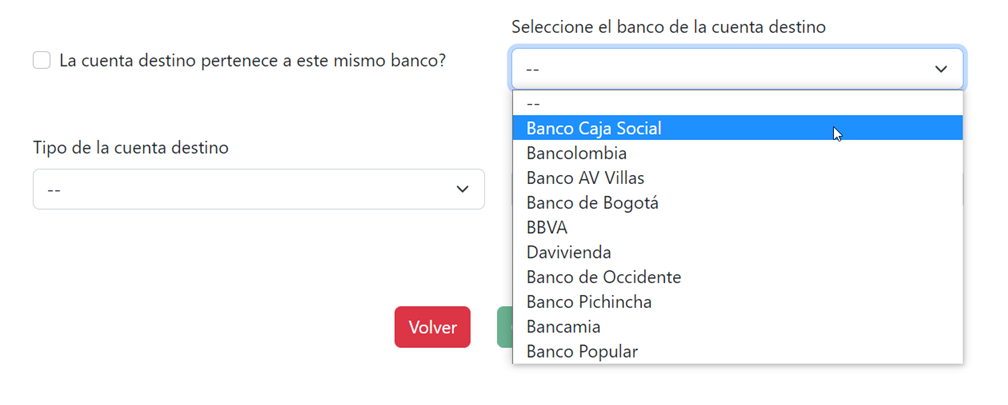 Seleccione el banco de la cuenta destino
La cuenta destino pertenece a este mismo banco?
--
--
Banco Caja Social
Bancolombia
Tipo de la cuenta destino
Banco AV Villas
--
Banco de Bogotá
BBVA
Davivienda
Banco de Occidente
Banco Pichincha
Volver
Bancamia
Banco Popular